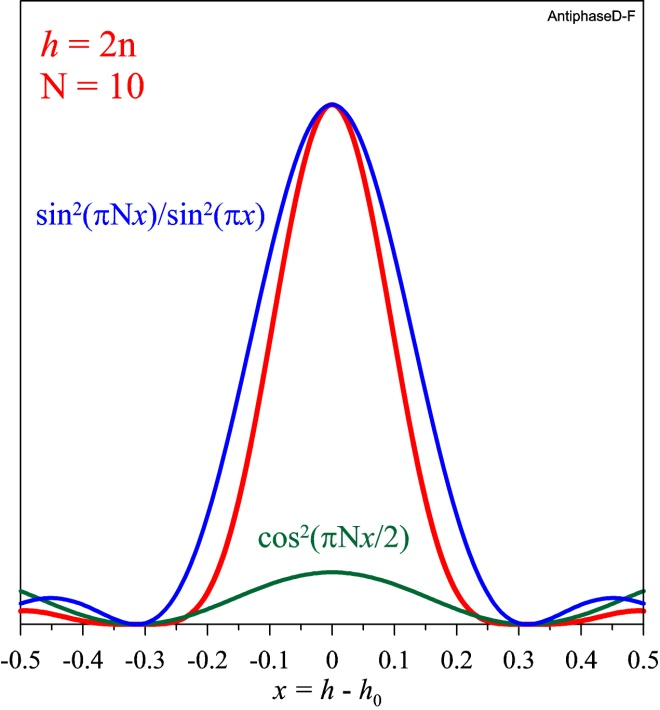 AntiphaseD-F
h = 2n
N = 10
sin²(πNx)/sin²(πx)
cos²(πNx/2)
-0.5 -0.4 -0.3 -0.2 -0.1 0 0.1 0.2 0.3 0.4 0.5
x = h - h₀